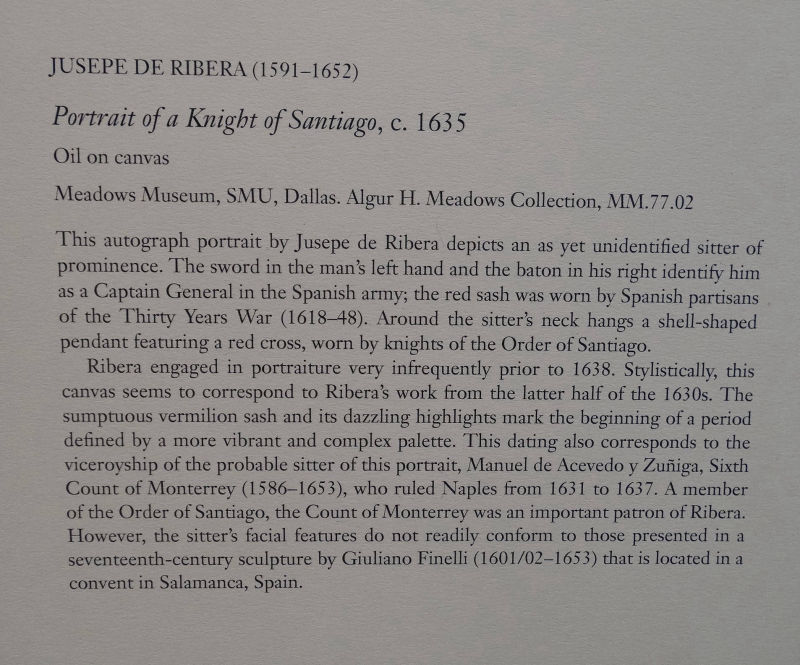 JUSEPE DE RIBERA (1591–1652)
Portrait of a Knight of Santiago, c. 1635
Oil on canvas
Meadows Museum, SMU, Dallas. Algur H. Meadows Collection, MM.77.02
This autograph portrait by Jusepe de Ribera depicts an as yet unidentified sitter of
prominence. The sword in the man's left hand and the baton in his right identify him
as a Captain General in the Spanish army; the red sash was worn by Spanish partisans
of the Thirty Years War (1618–48). Around the sitter's neck hangs a shell-shaped
pendant featuring a red cross, worn by knights of the Order of Santiago.
Ribera engaged in portraiture very infrequently prior to 1638. Stylistically, this
canvas seems to correspond to Ribera's work from the latter half of the 1630s. The
sumptuous vermilion sash and its dazzling highlights mark the beginning of a period
defined by a more vibrant and complex palette. This dating also corresponds to the
viceroyship of the probable sitter of this portrait, Manuel de Acevedo y Zuñiga, Sixth
Count of Monterrey (1586–1653), who ruled Naples from 1631 to 1637. A member
of the Order of Santiago, the Count of Monterrey was an important patron of Ribera.
However, the sitter's facial features do not readily conform to those presented in a
seventeenth-century sculpture by Giuliano Finelli (1601/02–1653) that is located in a
convent in Salamanca, Spain.